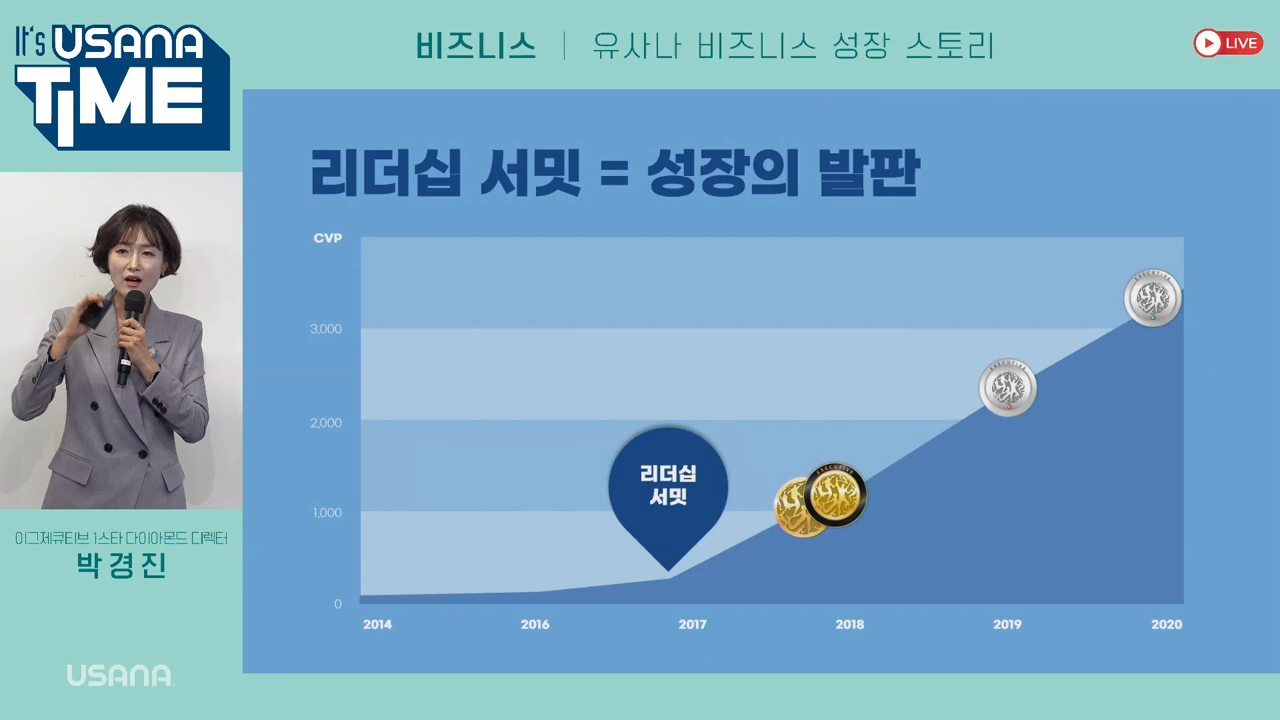 It's USANA
TIME
비즈니스 | 유사나 비즈니스 성장 스토리
LIVE
리더십 서밋 = 성장의 발판
CVP
3,000
2,000
1,000
0
리더십
서밋
EXECUTIVE
EXECUTIVE
EXECUTIVE
2014 2016 2017 2018 2019 2020
이그제큐티브 1스타 다이아몬드 디렉터
박경진
USANA